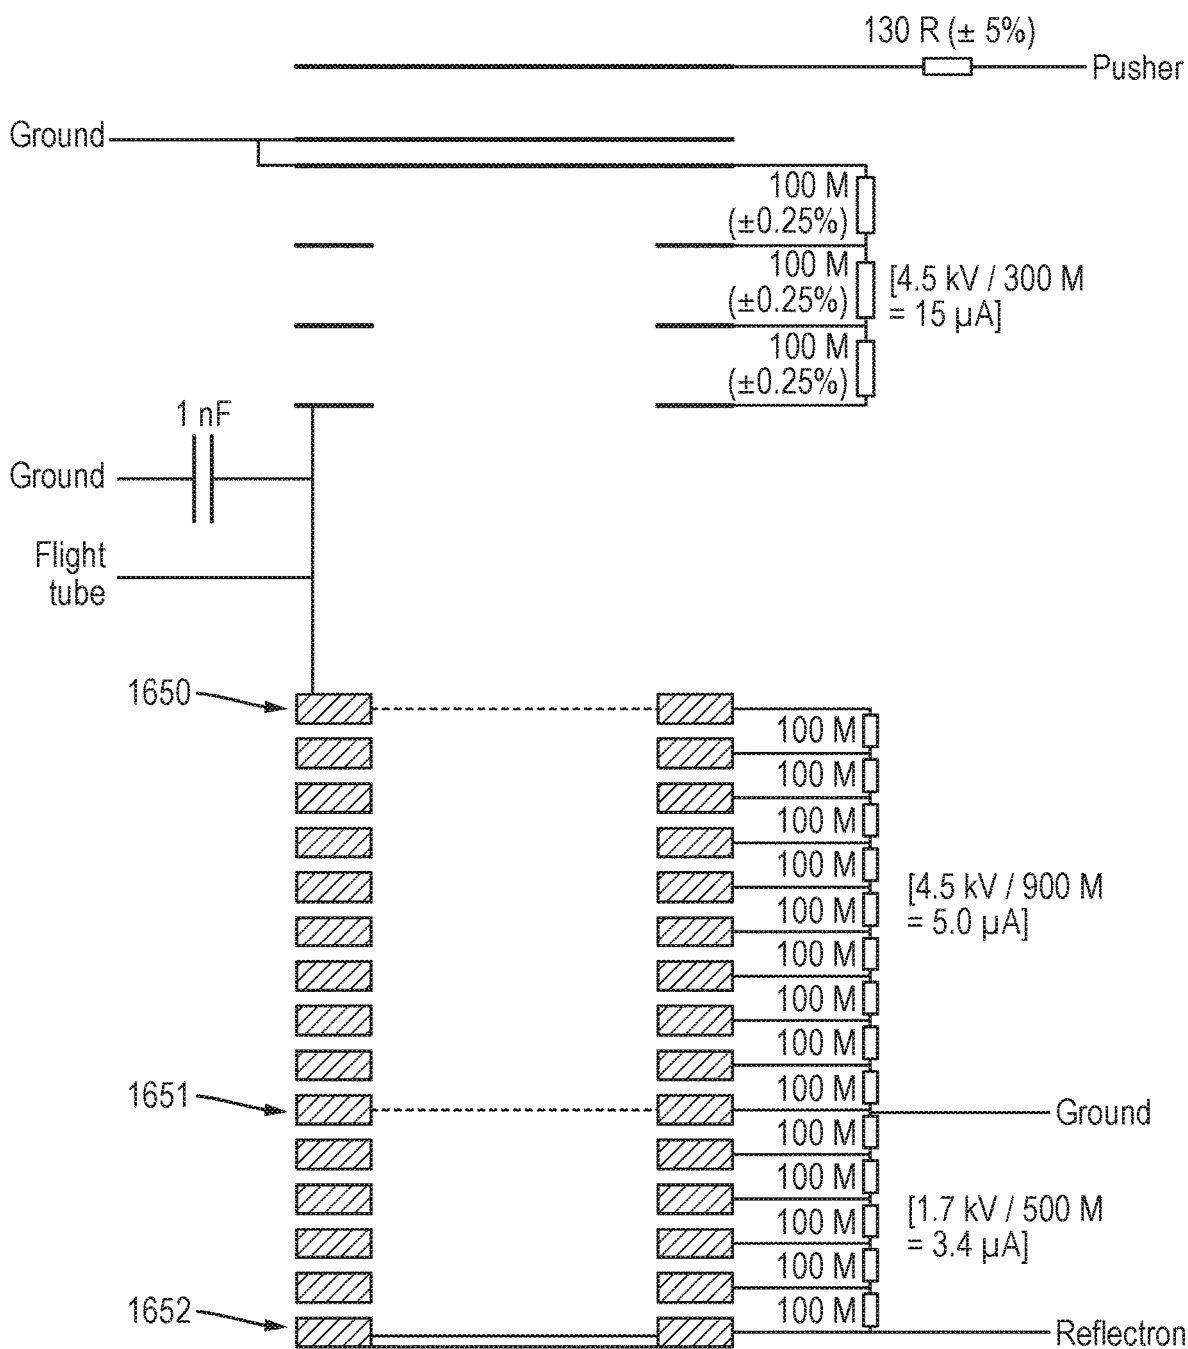 130 R (± 5%)
Pusher
Ground
100 M
(±0.25%)
100 M
(±0.25%)
[4.5 kV / 300 M
= 15 µA]
100 M
(±0.25%)
1 nF
Ground
Flight
tube
1650
100 M
100 M
100 M
100 M
[4.5 kV / 900 M
= 5.0 µA]
100 M
100 M
100 M
100 M
1651
100 M
Ground
100 M
100 M
[1.7 kV / 500 M
= 3.4 µA]
100 M
100 M
1652
100 M
Reflectron